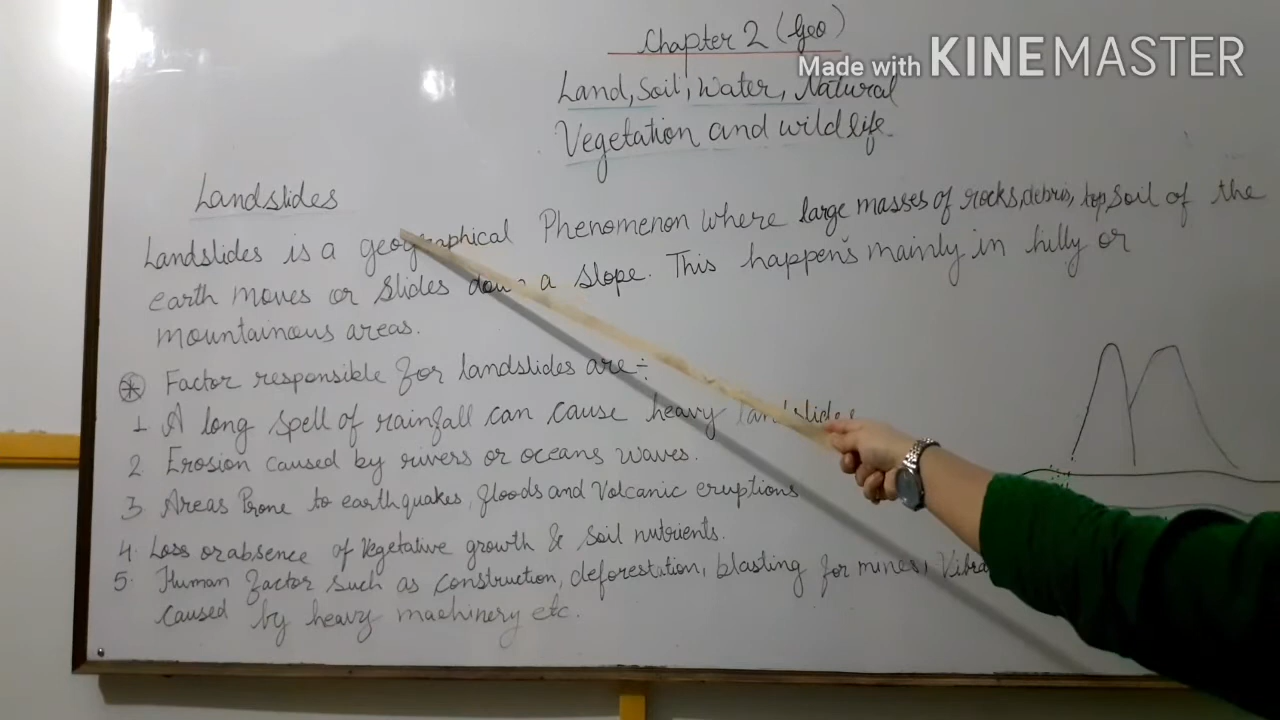 Chapter 2 (Geo)
Made with KINEMASTER
Land, Soil, Water, Natural
Vegetation and wildlife
Landslides
Landslides is a geographical Phenomenon where large masses of rocks, debris, top soil of the
earth moves or slides down a slope. This happens mainly in hilly or
mountainous areas.
* Factor responsible for landslides are:-
1 A long spell of rainfall can cause heavy landslides
2. Erosion caused by rivers or oceans waves.
3 Areas Prone to earthquakes, floods and Volcanic eruptions
4. Loss or absence of Vegetative growth & soil nutrients.
5. Human factor such as construction, deforestation, blasting for mines,
caused by heavy machinery etc.